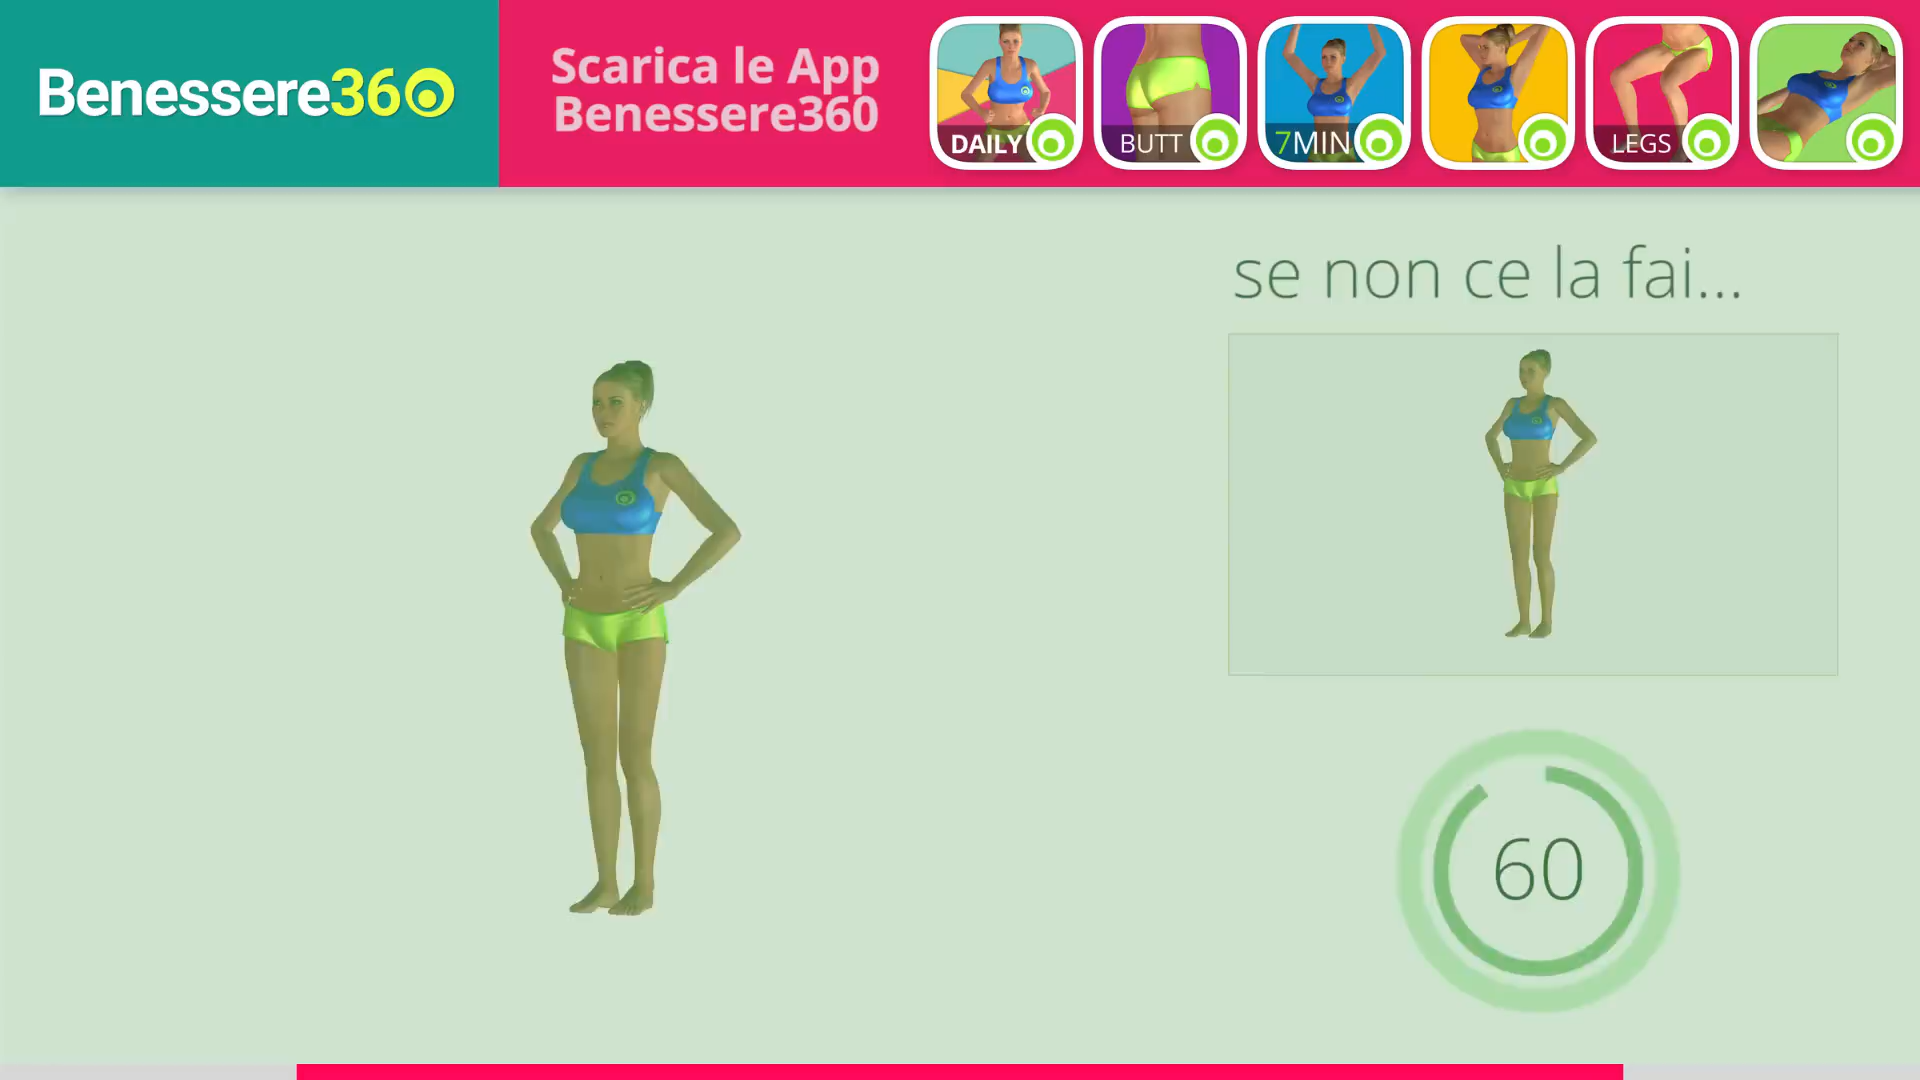 Benessere360
Scarica le App
Benessere360
DAILY
BUTT
7MIN
LEGS
se non ce la fai...
60